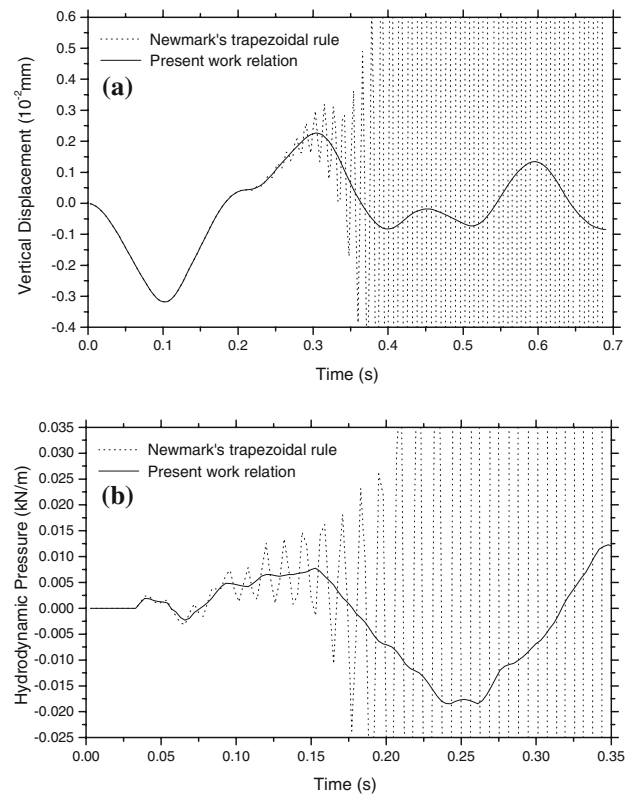 0.6
0.5
0.4
0.3
0.2
0.1
0.0
-0.1
-0.2
-0.3
-0.4
Vertical Displacement (10⁻²mm)
Newmark's trapezoidal rule
Present work relation
(a)
0.0 0.1 0.2 0.3 0.4 0.5 0.6 0.7
Time (s)
0.035
0.030
0.025
0.020
0.015
0.010
0.005
0.000
-0.005
-0.010
-0.015
-0.020
-0.025
Hydrodynamic Pressure (kN/m)
Newmark's trapezoidal rule
Present work relation
(b)
0.00 0.05 0.10 0.15 0.20 0.25 0.30 0.35
Time (s)